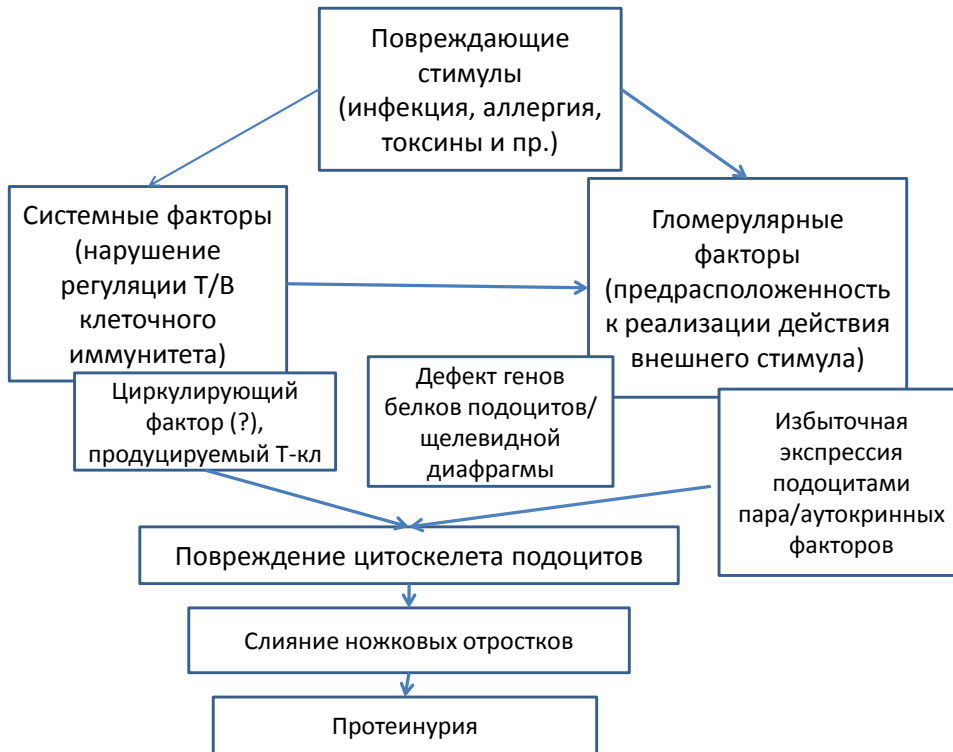 Повреждающие
стимулы
(инфекция, аллергия,
токсины и пр.)
Системные факторы
(нарушение
регуляции Т/В
клеточного
иммунитета)
Гломерулярные
факторы
(предрасположенность
к реализации действия
внешнего стимула)
Циркулирующий
фактор (?),
продуцируемый Т-кл
Дефект генов
белков подоцитов/
щелевидной
диафрагмы
Избыточная
экспрессия
подоцитами
пара/аутокринных
факторов
Повреждение цитоскелета подоцитов
Слияние ножковых отростков
Протеинурия